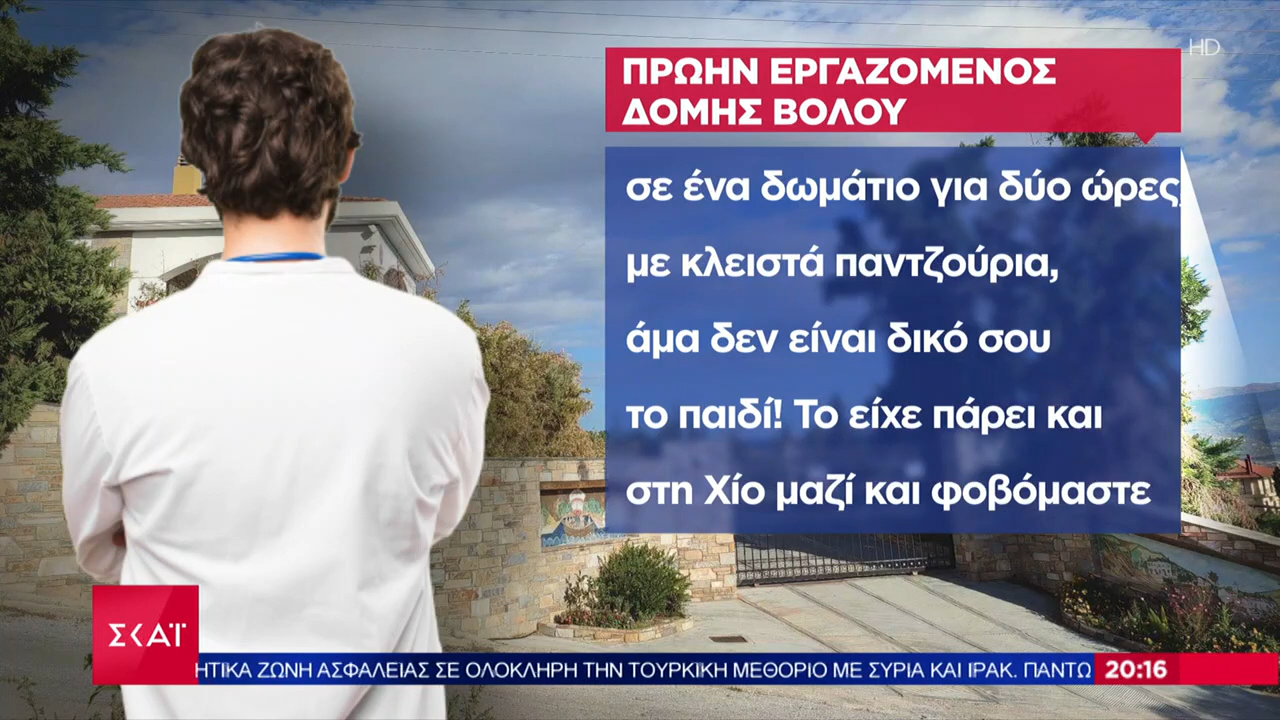 HD
ΠΡΩΗΝ ΕΡΓΑΖΟΜΕΝΟΣ
ΔΟΜΗΣ ΒΟΛΟΥ
σε ένα δωμάτιο για δύο ώρες
με κλειστά παντζούρια,
άμα δεν είναι δικό σου
το παιδί! Το είχε πάρει και
στη Χίο μαζί και φοβόμαστε
ΣΚΑΪ
ΗΤΙΚΑ ΖΩΝΗ ΑΣΦΑΛΕΙΑΣ ΣΕ ΟΛΟΚΛΗΡΗ ΤΗΝ ΤΟΥΡΚΙΚΗ ΜΕΘΟΡΙΟ ΜΕ ΣΥΡΙΑ ΚΑΙ ΙΡΑΚ. ΠΑΝΤΩ
20:16